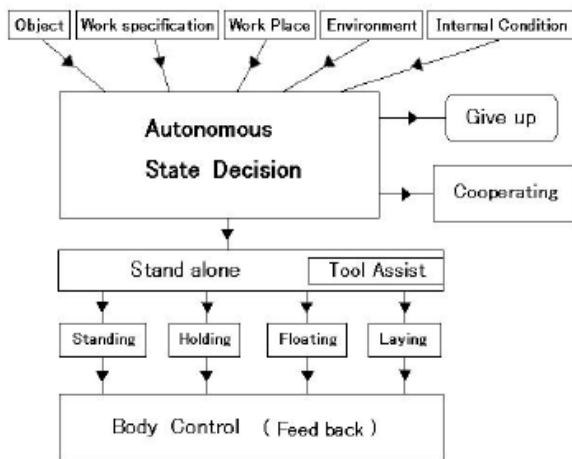 Object
Work specification
Work Place
Environment
Internal Condition
Autonomous
State Decision
Give up
Cooperating
Stand alone
Tool Assist
Standing
Holding
Floating
Laying
Body Control ( Feed back )